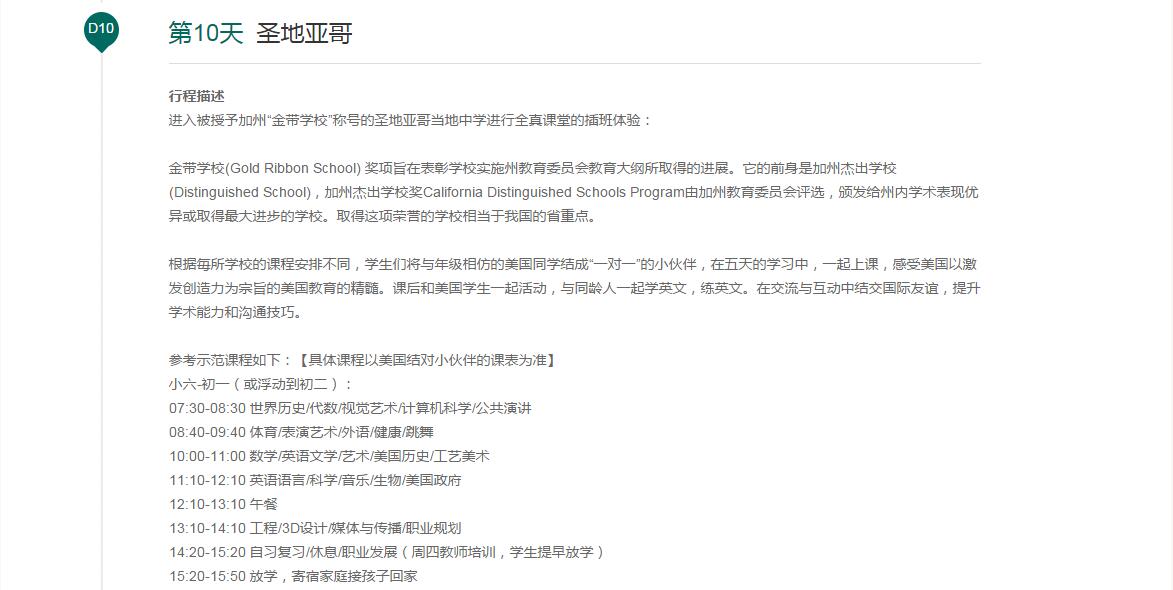 D10
第10天 圣地亚哥
行程描述
进入被授予加州“金带学校”称号的圣地亚哥当地中学进行全真课堂的插班体验：
金带学校(Gold Ribbon School) 奖项旨在表彰学校实施州教育委员会教育大纲所取得的进展。它的前身是加州杰出学校
(Distinguished School)，加州杰出学校奖California Distinguished Schools Program由加州教育委员会评选，颁发给州内学术表现优
异或取得最大进步的学校。取得这项荣誉的学校相当于我国的省重点。
根据每所学校的课程安排不同，学生们将与年级相仿的美国同学结成“一对一”的小伙伴，在五天的学习中，一起上课，感受美国以激
发创造力为宗旨的美国教育的精髓。课后和美国学生一起活动，与同龄人一起学英文，练英文。在交流与互动中结交国际友谊，提升
学术能力和沟通技巧。
参考示范课程如下：【具体课程以美国结对小伙伴的课表为准】
小六-初一（或浮动到初二）：
07:30-08:30 世界历史/代数/视觉艺术/计算机科学/公共演讲
08:40-09:40 体育/表演艺术/外语/健康/跳舞
10:00-11:00 数学/英语文学/艺术/美国历史/工艺美术
11:10-12:10 英语语言/科学/音乐/生物/美国政府
12:10-13:10 午餐
13:10-14:10 工程/3D设计/媒体与传播/职业规划
14:20-15:20 自习复习/休息/职业发展（周四教师培训，学生提早放学）
15:20-15:50 放学，寄宿家庭接孩子回家